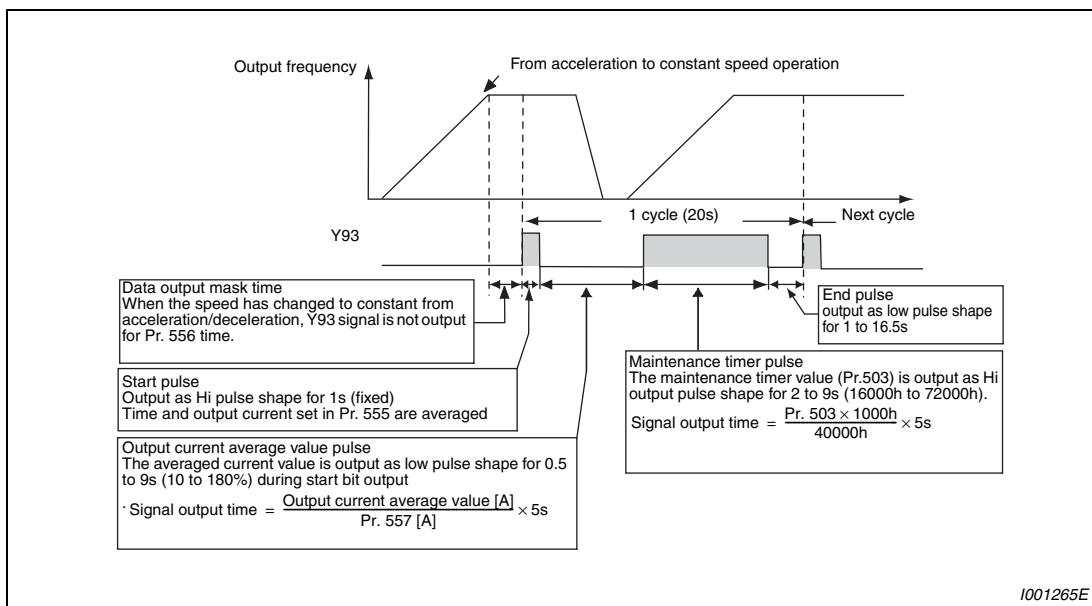 Output frequency
From acceleration to constant speed operation
1 cycle (20s)
Next cycle
Y93
Data output mask time
When the speed has changed to constant from
acceleration/deceleration, Y93 signal is not output
for Pr. 556 time.
End pulse
output as low pulse shape
for 1 to 16.5s
Start pulse
Output as Hi pulse shape for 1s (fixed)
Time and output current set in Pr. 555 are averaged
Maintenance timer pulse
The maintenance timer value (Pr.503) is output as Hi
output pulse shape for 2 to 9s (16000h to 72000h).
Signal output time = Pr. 503 × 1000h / 40000h × 5s
Output current average value pulse
The averaged current value is output as low pulse shape for 0.5
to 9s (10 to 180%) during start bit output
· Signal output time = Output current average value [A] / Pr. 557 [A] × 5s
I001265E